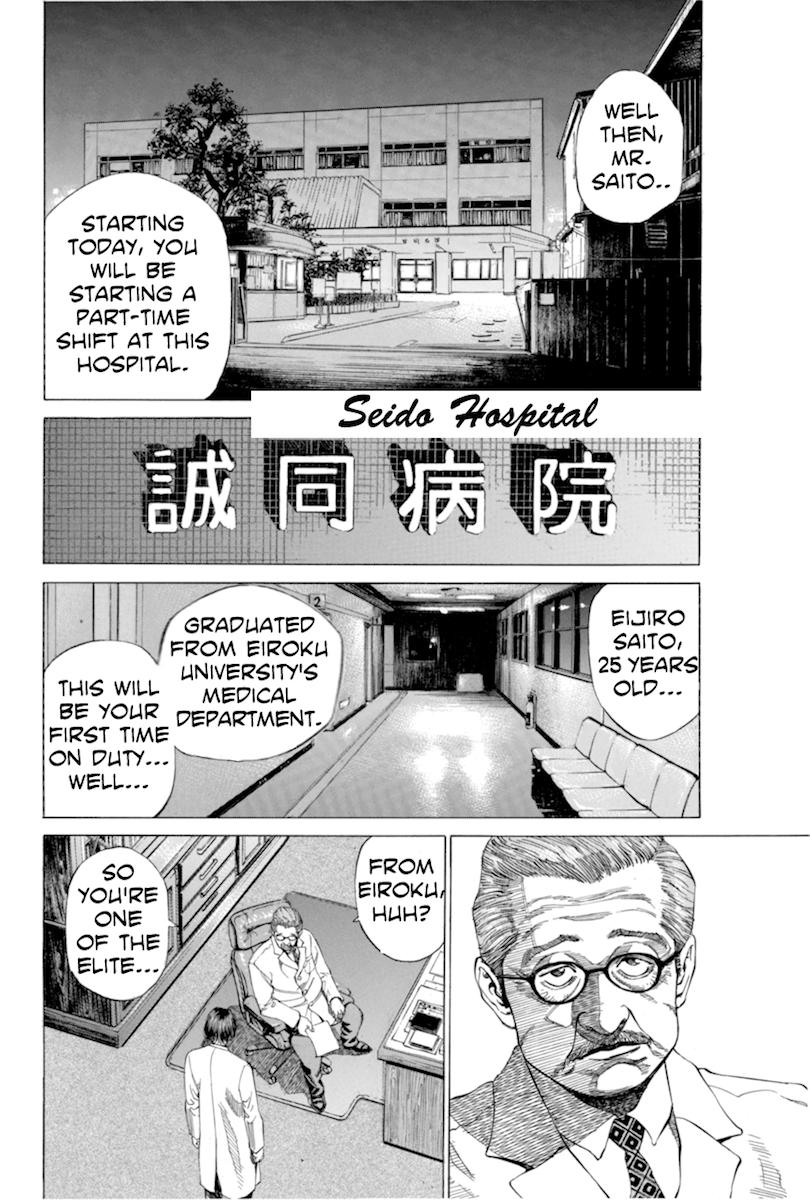 WELL
THEN,
MR.
SAITO..
STARTING
TODAY, YOU
WILL BE
STARTING A
PART-TIME
SHIFT AT THIS
HOSPITAL.
Seido Hospital
誠同病院
EIJIRO
SAITO,
25 YEARS
OLD...
2
GRADUATED
FROM EIROKU
UNIVERSITY'S
MEDICAL
DEPARTMENT.
THIS WILL
BE YOUR
FIRST TIME
ON DUTY...
WELL...
FROM
EIROKU,
HUH?
SO
YOU'RE
ONE
OF THE
ELITE...